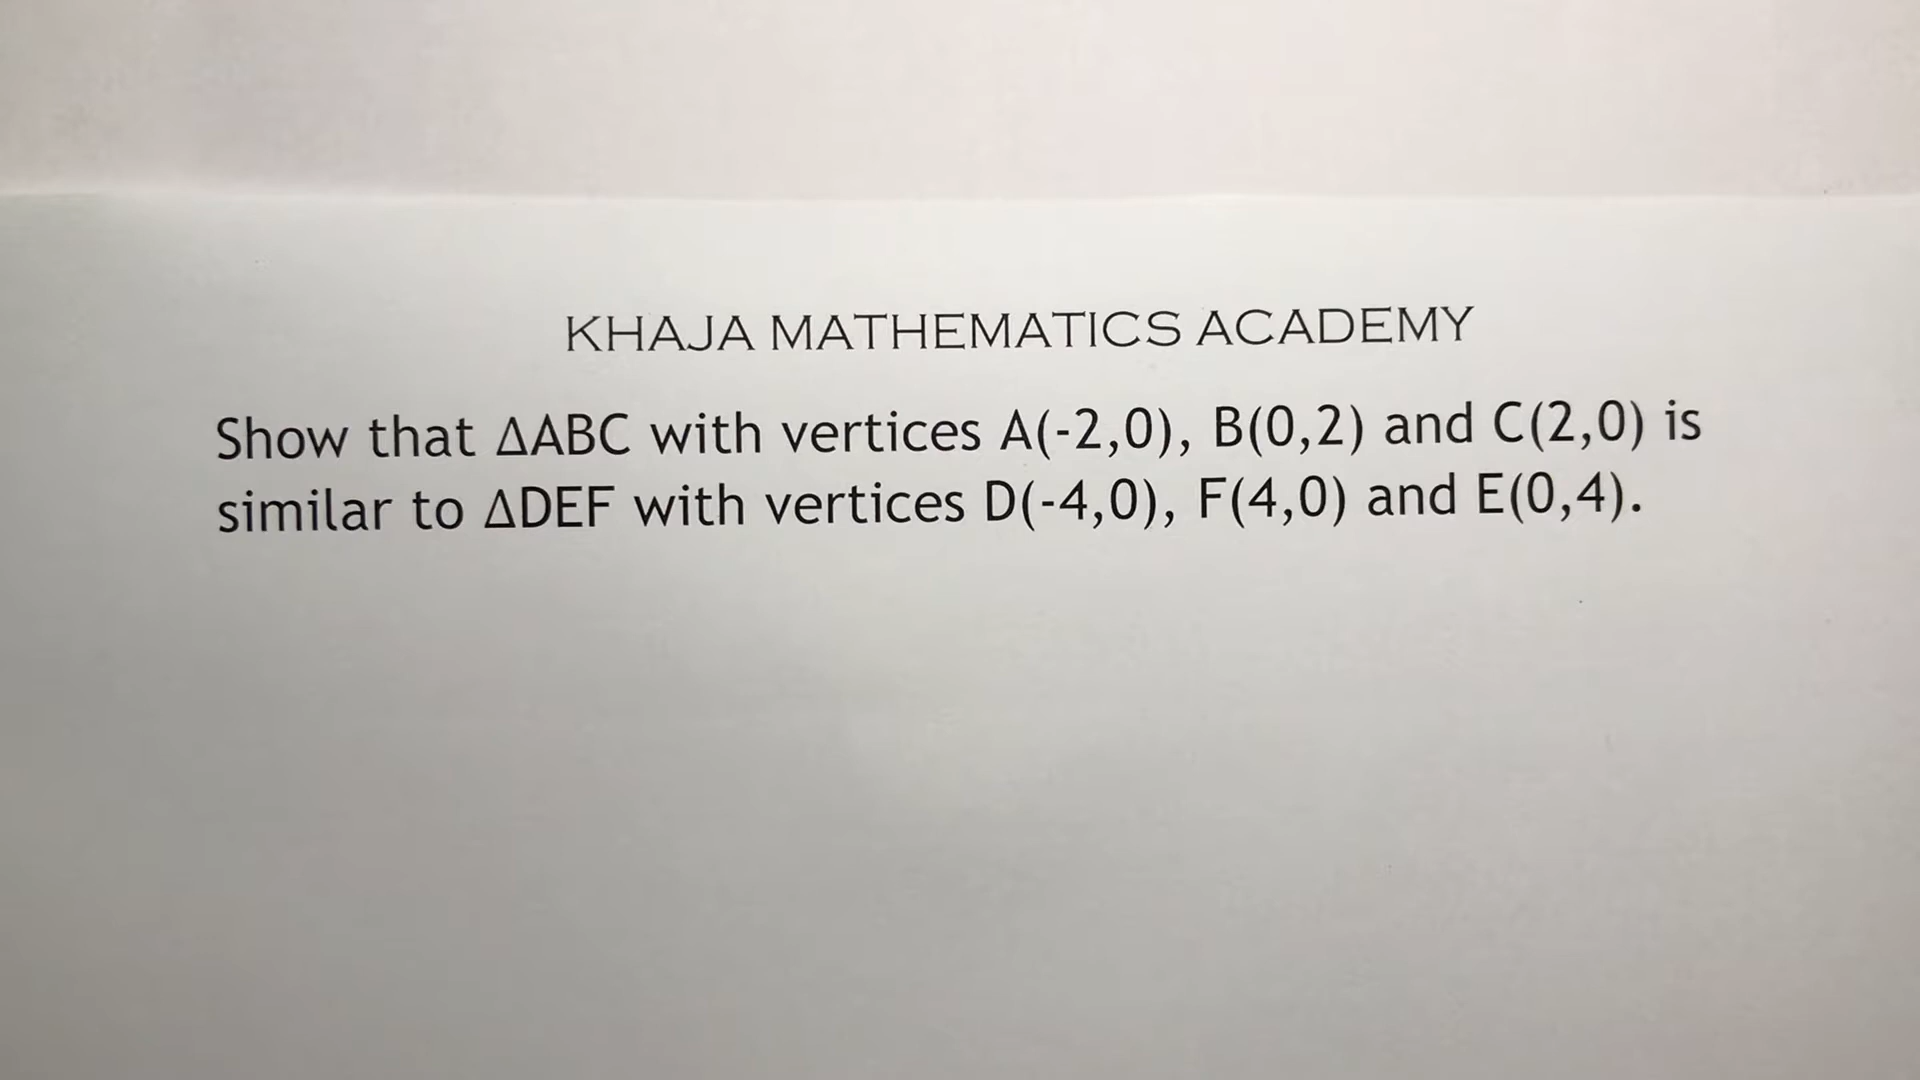 KHAJA MATHEMATICS ACADEMY
Show that ΔABC with vertices A(-2,0), B(0,2) and C(2,0) is
similar to ΔDEF with vertices D(-4,0), F(4,0) and E(0,4).